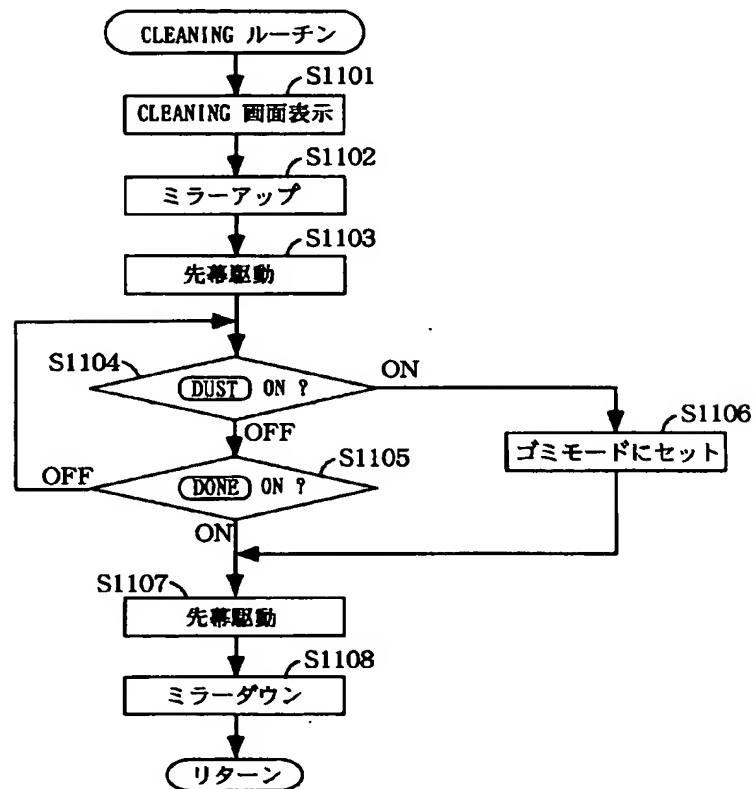 CLEANING ルーチン
S1101
CLEANING 画面表示
S1102
ミラーアップ
S1103
先幕駆動
S1104
DUST ON ?
ON
OFF
S1106
ゴミモードにセット
S1105
DONE ON ?
OFF
ON
S1107
先幕駆動
S1108
ミラーダウン
リターン